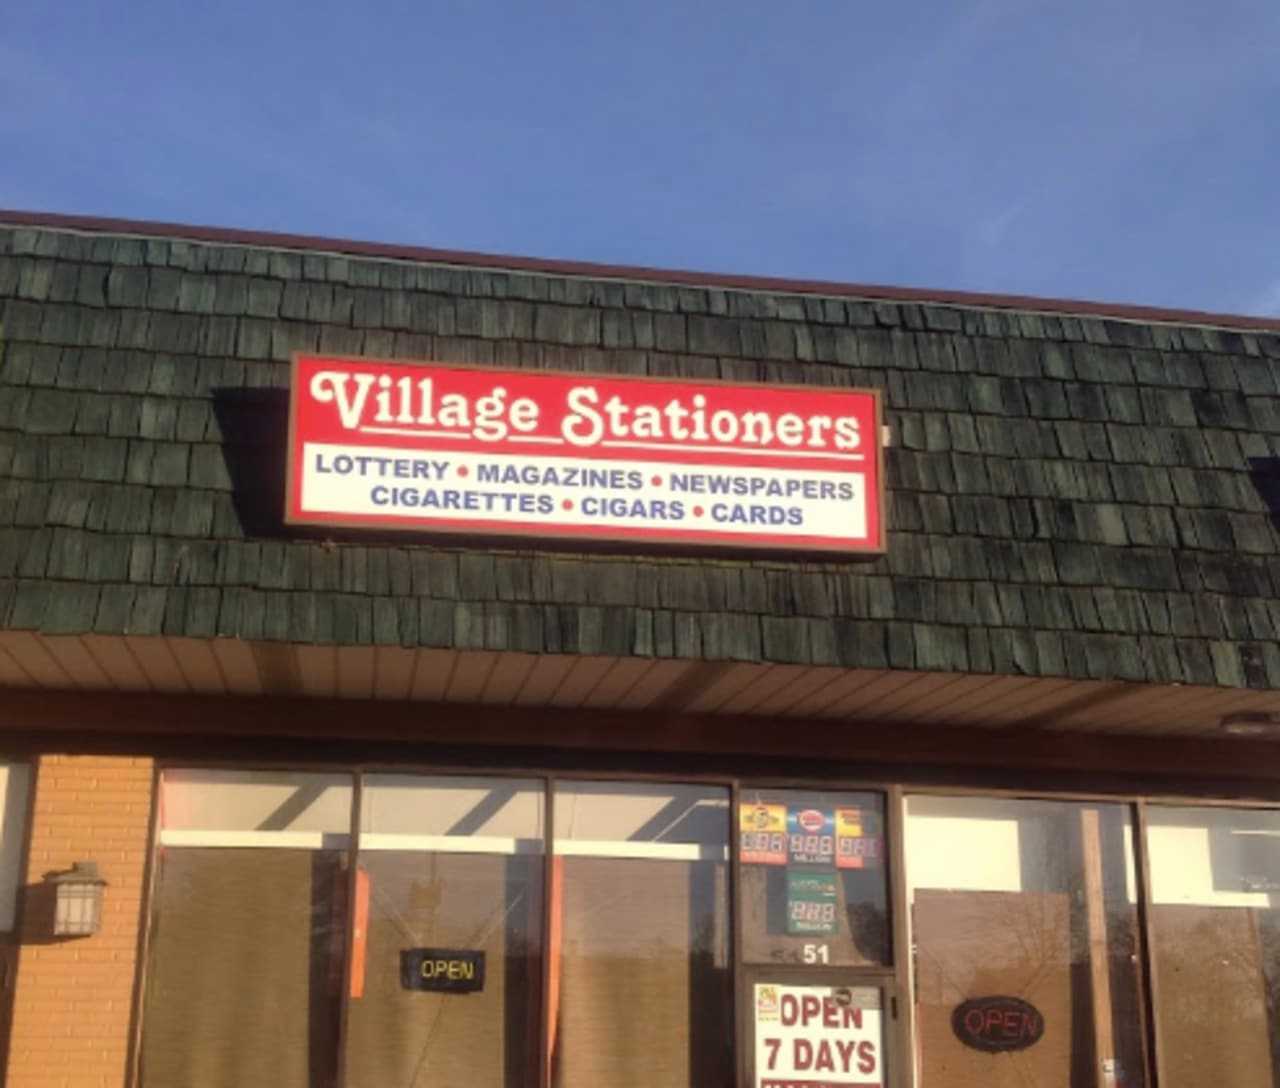 Village Stationers
LOTTERY • MAGAZINES • NEWSPAPERS
CIGARETTES • CIGARS • CARDS
51
OPEN
OPEN
7 DAYS
OPEN